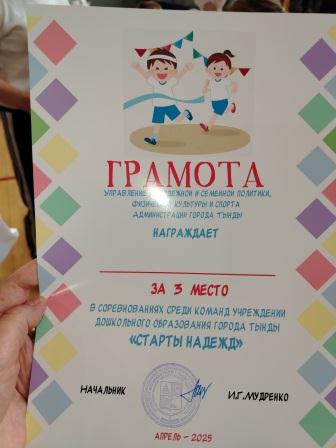 ГРАМОТА
УПРАВЛЕНИЕ МОЛОДЕЖНОЙ И СЕМЕЙНОЙ ПОЛИТИКИ,
ФИЗИЧЕСКОЙ КУЛЬТУРЫ И СПОРТА
АДМИНИСТРАЦИИ ГОРОДА ТЫНДЫ
НАГРАЖДАЕТ
ЗА 3 МЕСТО
В СОРЕВНОВАНИЯХ СРЕДИ КОМАНД УЧРЕЖДЕНИЙ
ДОШКОЛЬНОГО ОБРАЗОВАНИЯ ГОРОДА ТЫНДЫ
«СТАРТЫ НАДЕЖД»
НАЧАЛЬНИК И.Г.МУДРЕНКО
АПРЕЛЬ - 2025